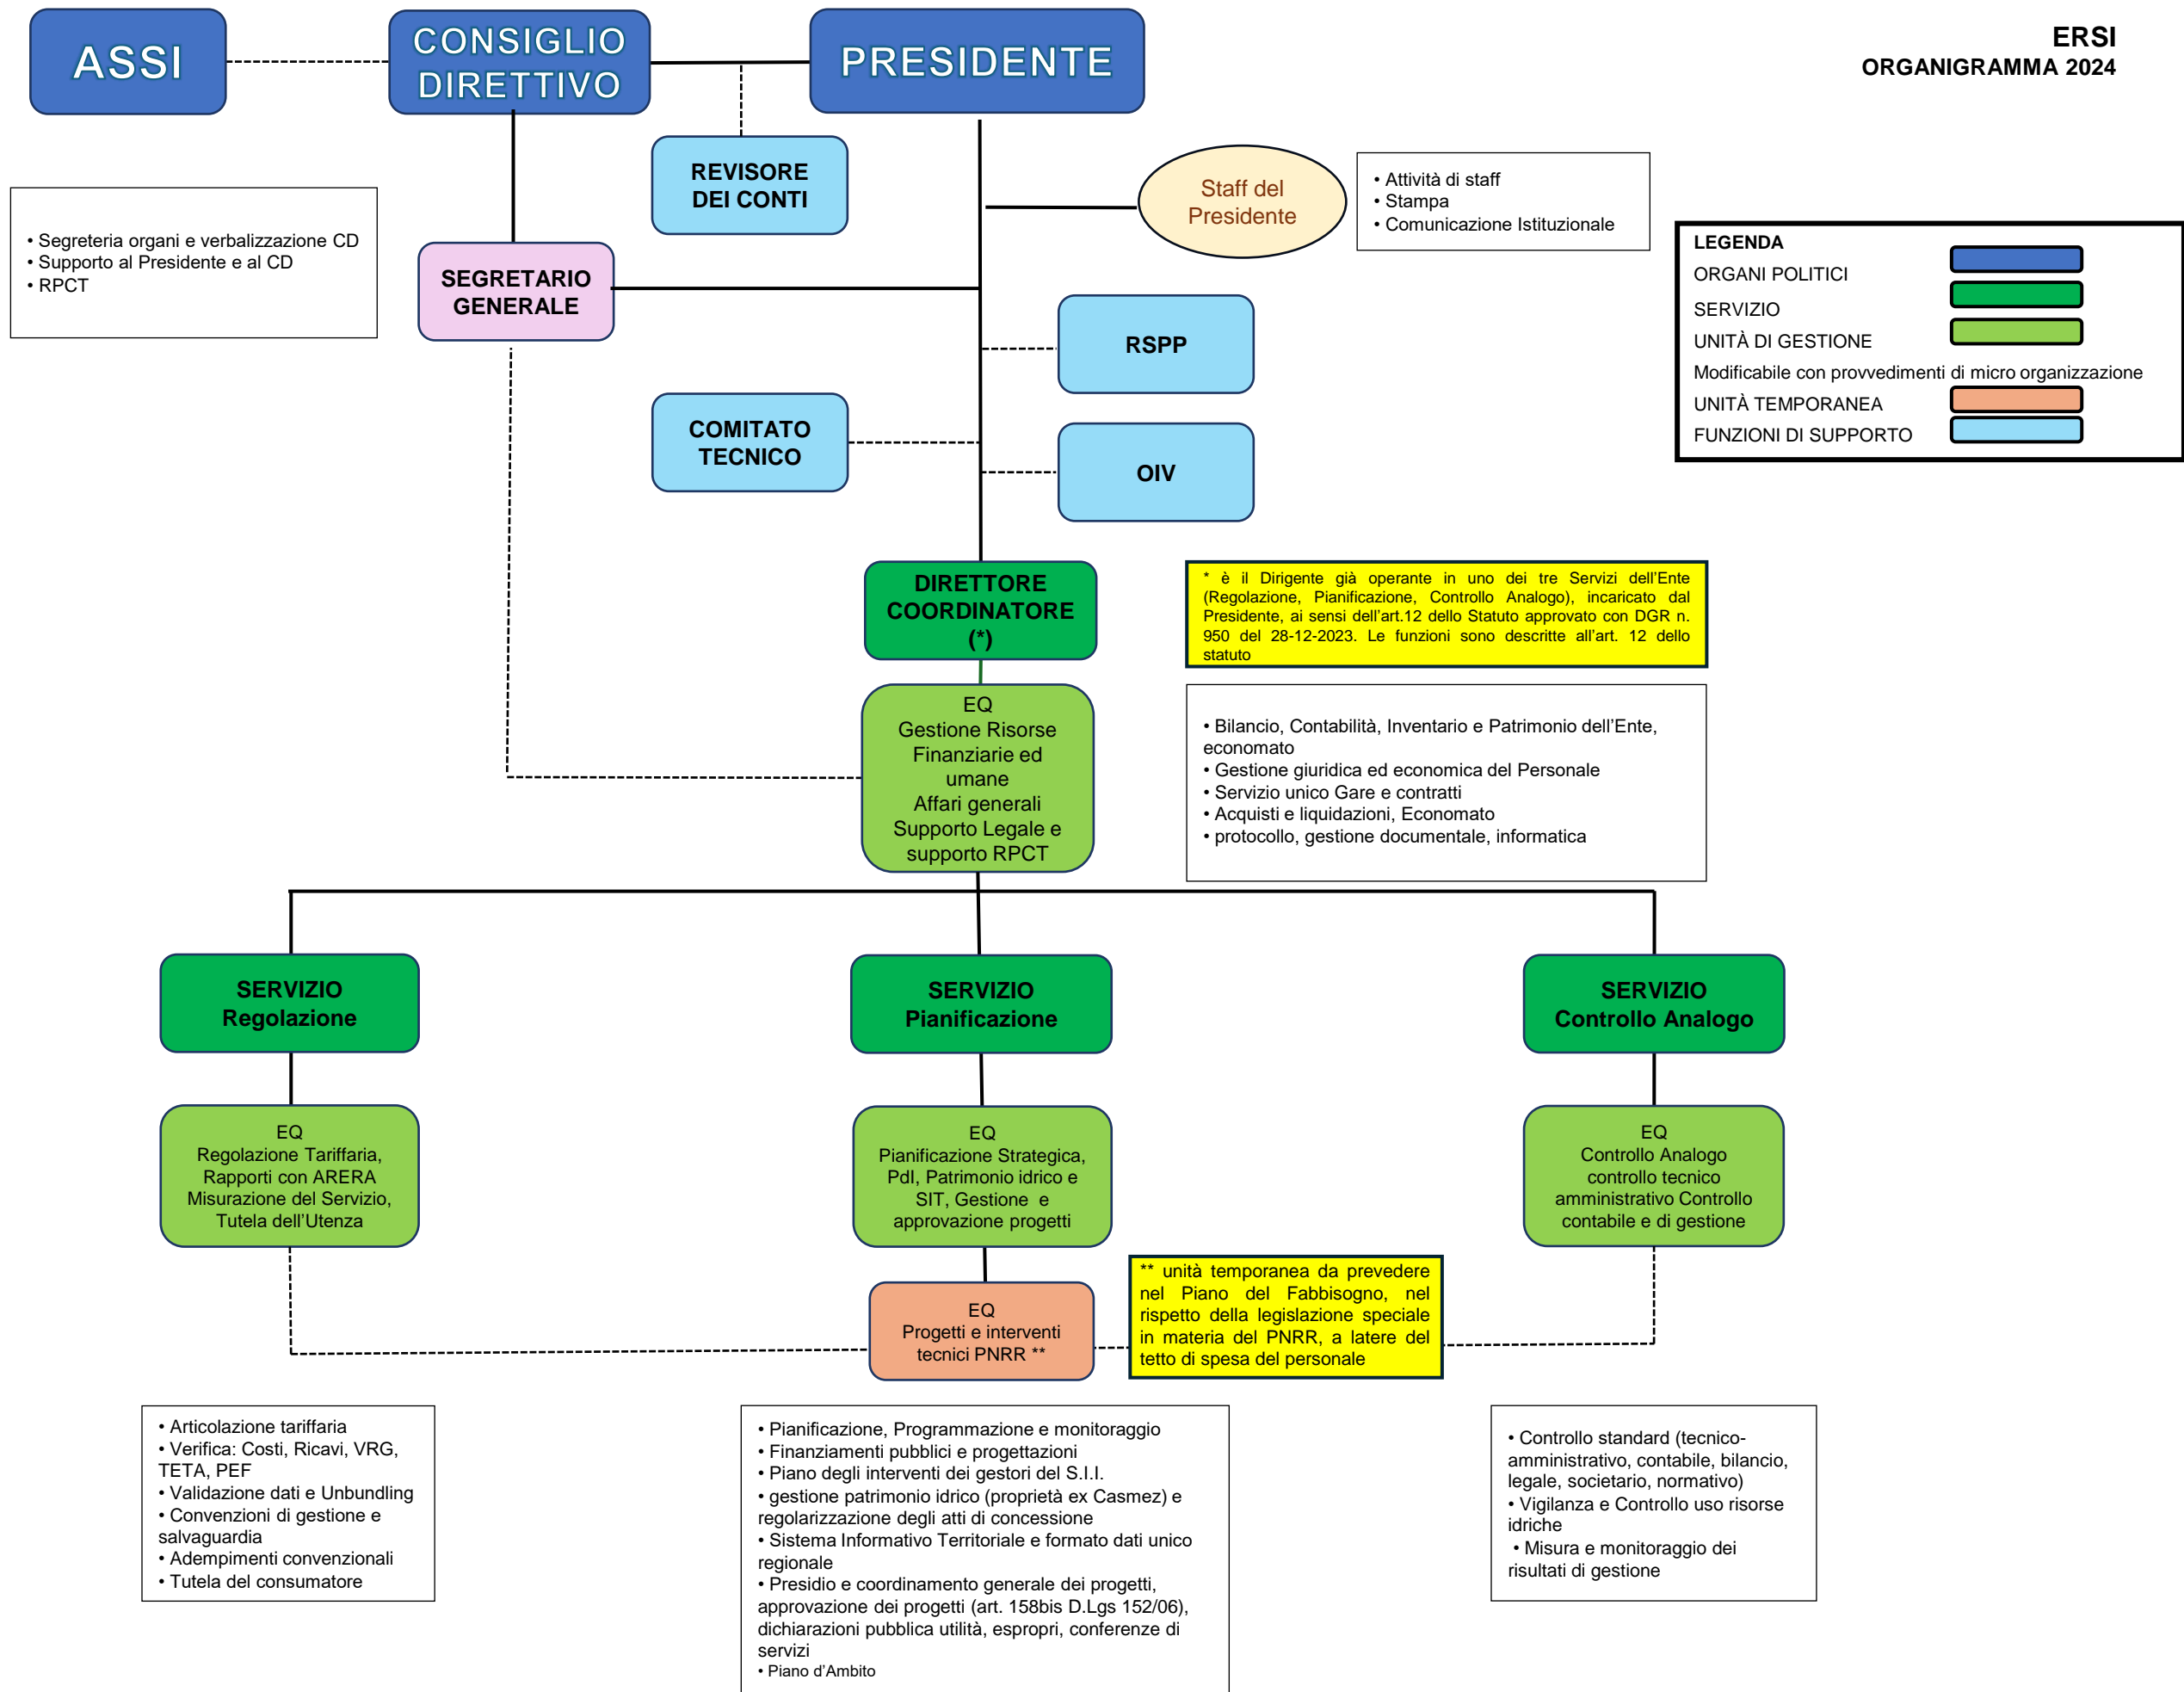 ASSI
CONSIGLIO
DIRETTIVO
PRESIDENTE
ERSI
ORGANIGRAMMA 2024
REVISORE
DEI CONTI
Staff del
Presidente
• Attività di staff
• Stampa
• Comunicazione Istituzionale
• Segreteria organi e verbalizzazione CD
• Supporto al Presidente e al CD
• RPCT
SEGRETARIO
GENERALE
LEGENDA
ORGANI POLITICI
SERVIZIO
UNITÀ DI GESTIONE
Modificabile con provvedimenti di micro organizzazione
UNITÀ TEMPORANEA
FUNZIONI DI SUPPORTO
RSPP
COMITATO
TECNICO
OIV
DIRETTORE
COORDINATORE
(*)
* è il Dirigente già operante in uno dei tre Servizi dell’Ente
(Regolazione, Pianificazione, Controllo Analogo), incaricato dal
Presidente, ai sensi dell’art.12 dello Statuto approvato con DGR n.
950 del 28-12-2023. Le funzioni sono descritte all’art. 12 dello
statuto
EQ
Gestione Risorse
Finanziarie ed
umane
Affari generali
Supporto Legale e
supporto RPCT
• Bilancio, Contabilità, Inventario e Patrimonio dell’Ente,
economato
• Gestione giuridica ed economica del Personale
• Servizio unico Gare e contratti
• Acquisti e liquidazioni, Economato
• protocollo, gestione documentale, informatica
SERVIZIO
Regolazione
SERVIZIO
Pianificazione
SERVIZIO
Controllo Analogo
EQ
Regolazione Tariffaria,
Rapporti con ARERA
Misurazione del Servizio,
Tutela dell’Utenza
EQ
Pianificazione Strategica,
PdI, Patrimonio idrico e
SIT, Gestione e
approvazione progetti
EQ
Controllo Analogo
controllo tecnico
amministrativo Controllo
contabile e di gestione
EQ
Progetti e interventi
tecnici PNRR **
** unità temporanea da prevedere
nel Piano del Fabbisogno, nel
rispetto della legislazione speciale
in materia del PNRR, a latere del
tetto di spesa del personale
• Articolazione tariffaria
• Verifica: Costi, Ricavi, VRG,
TETA, PEF
• Validazione dati e Unbundling
• Convenzioni di gestione e
salvaguardia
• Adempimenti convenzionali
• Tutela del consumatore
• Pianificazione, Programmazione e monitoraggio
• Finanziamenti pubblici e progettazioni
• Piano degli interventi dei gestori del S.I.I.
• gestione patrimonio idrico (proprietà ex Casmez) e
regolarizzazione degli atti di concessione
• Sistema Informativo Territoriale e formato dati unico
regionale
• Presidio e coordinamento generale dei progetti,
approvazione dei progetti (art. 158bis D.Lgs 152/06),
dichiarazioni pubblica utilità, espropri, conferenze di
servizi
• Piano d’Ambito
• Controllo standard (tecnico-
amministrativo, contabile, bilancio,
legale, societario, normativo)
• Vigilanza e Controllo uso risorse
idriche
• Misura e monitoraggio dei
risultati di gestione